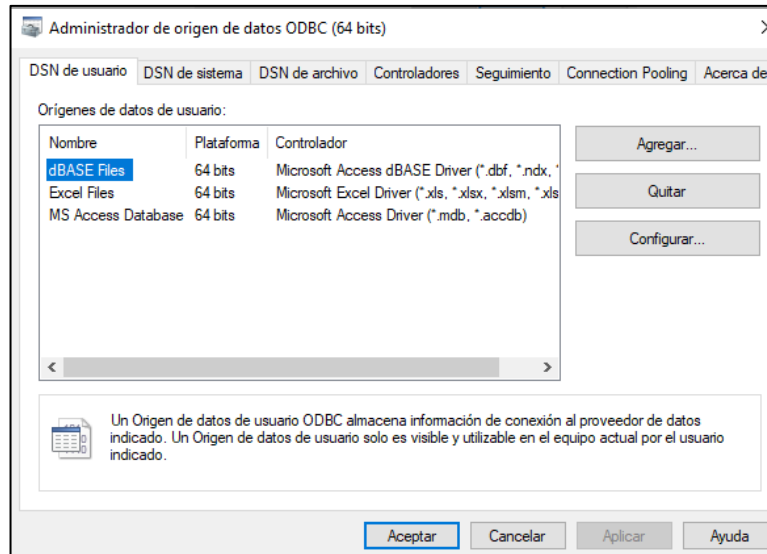 Administrador de origen de datos ODBC (64 bits)
DSN de usuario DSN de sistema DSN de archivo Controladores Seguimiento Connection Pooling Acerca de
Orígenes de datos de usuario:
Nombre Plataforma Controlador
dBASE Files 64 bits Microsoft Access dBASE Driver (*.dbf, *.ndx, *
Excel Files 64 bits Microsoft Excel Driver (*.xls, *.xlsx, *.xlsm, *.xls
MS Access Database 64 bits Microsoft Access Driver (*.mdb, *.accdb)
Agregar...
Quitar
Configurar...
Un Origen de datos de usuario ODBC almacena información de conexión al proveedor de datos
indicado. Un Origen de datos de usuario solo es visible y utilizable en el equipo actual por el usuario
indicado.
Aceptar Cancelar Aplicar Ayuda